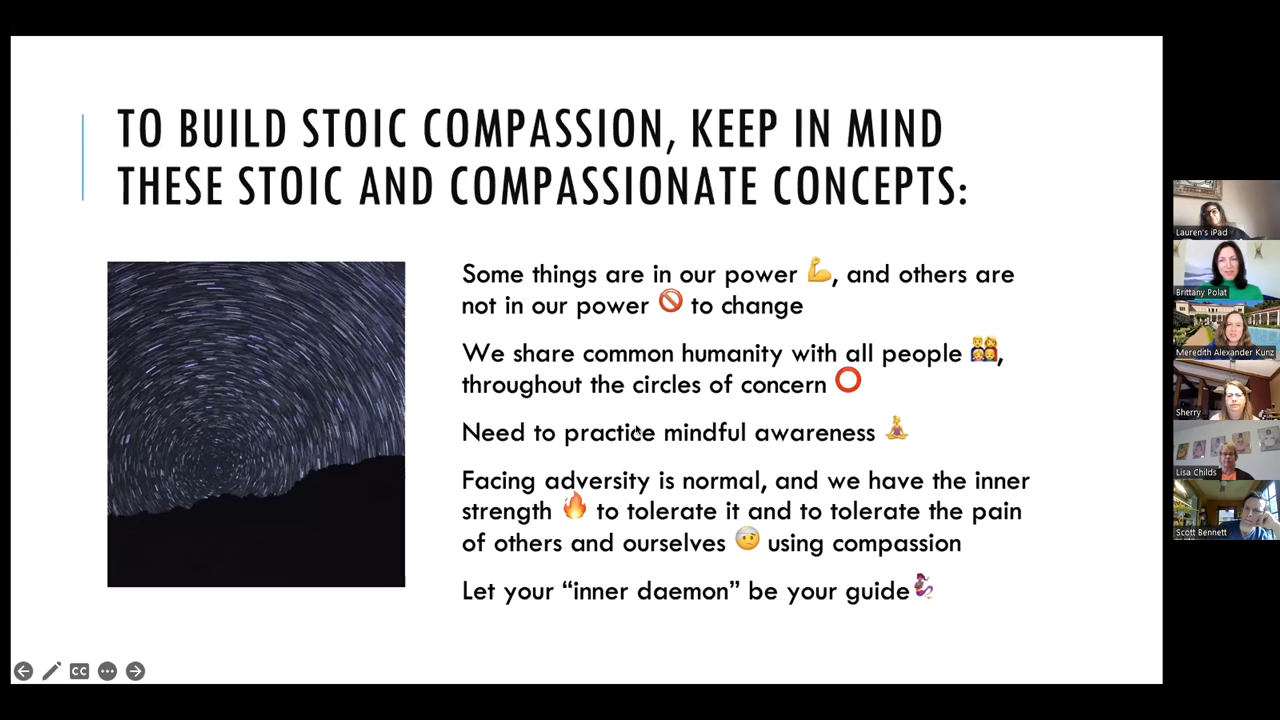 TO BUILD STOIC COMPASSION, KEEP IN MIND
THESE STOIC AND COMPASSIONATE CONCEPTS:
Some things are in our power 💪, and others are
not in our power 🚫 to change
We share common humanity with all people 👨‍👩‍👧‍👦,
throughout the circles of concern ⭕
Need to practice mindful awareness 🧘
Facing adversity is normal, and we have the inner
strength 🔥 to tolerate it and to tolerate the pain
of others and ourselves 🤕 using compassion
Let your “inner daemon” be your guide🧞‍♀️
CC
Lauren's iPad
Brittany Polat
Meredith Alexander Kunz
Sherry
Lisa Childs
Scott Bennett